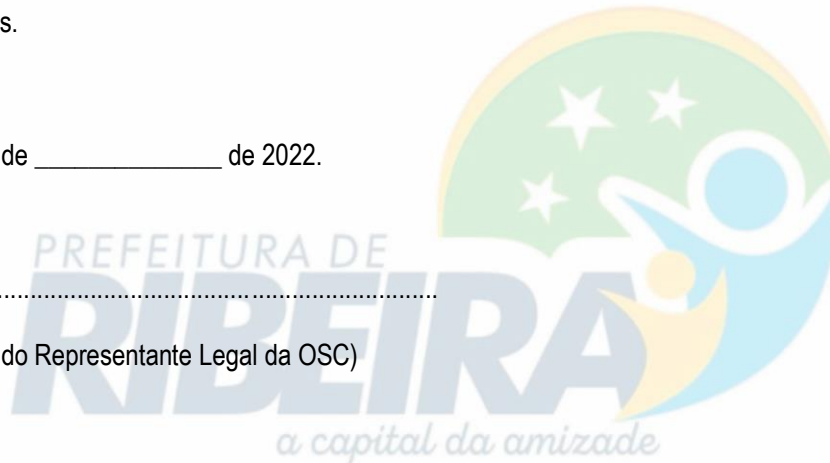 s.
de ______________ de 2022.
PREFEITURA DE
....................................................................
RIBEIRA
do Representante Legal da OSC)
a capital da amizade